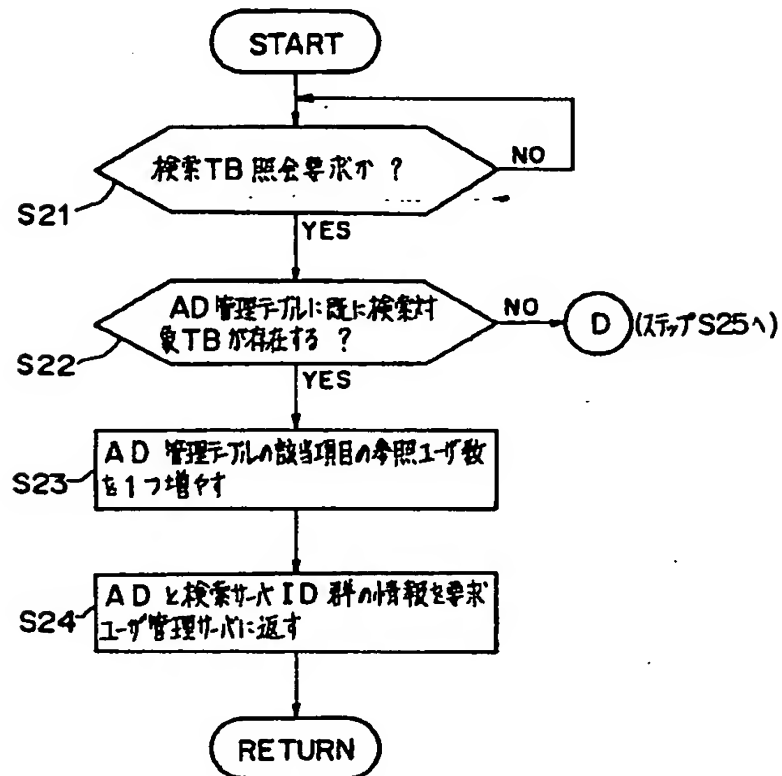 START
検索TB照会要求か?
NO
S21
YES
AD管理テーブルに既に検索対
象TBが存在する?
NO
D
(ステップS25へ)
S22
YES
AD 管理テーブルの該当項目の参照ユーザ数
を1つ増やす
S23
ADと検索サーバID群の情報を要求
ユーザ管理サーバに返す
S24
RETURN